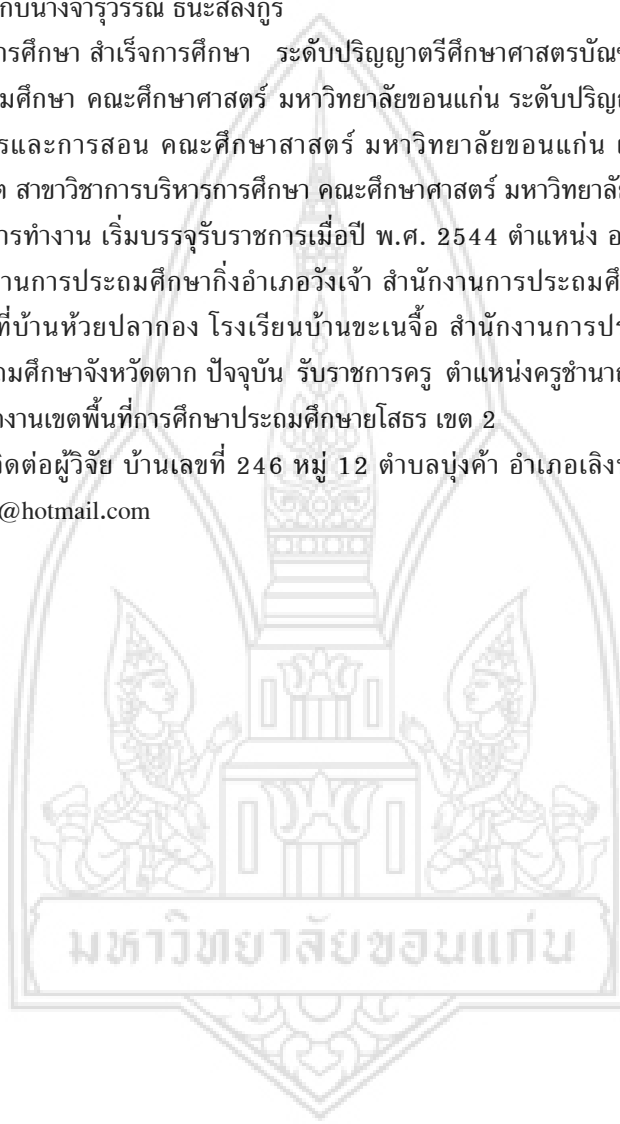 กับนางจารุวรรณ ธนะสีลังกูร
การศึกษา สำเร็จการศึกษา ระดับปริญญาตรีศึกษาศาสตรบัณฑ
มศึกษา คณะศึกษาศาสตร์ มหาวิทยาลัยขอนแก่น ระดับปริญญ
รและการสอน คณะศึกษาสาสตร์ มหาวิทยาลัยขอนแก่น
ต สาขาวิชาการบริหารการศึกษา คณะศึกษาศาสตร์ มหาวิทยาลัย
การทำงาน เริ่มบรรจุรับราชการเมื่อปี พ.ศ. 2544 ตำแหน่ง อ
งานการประถมศึกษากิ่งอำเภอวังเจ้า สำนักงานการประถมศึ
ที่บ้านห้วยปลากอง โรงเรียนบ้านขะเนจื้อ สำนักงานการปร
ถมศึกษาจังหวัดตาก ปัจจุบัน รับราชการครู ตำแหน่งครูชำนาญ
งานเขตพื้นที่การศึกษาประถมศึกษายโสธร เขต 2
ติดต่อผู้วิจัย บ้านเลขที่ 246 หมู่ 12 ตำบลบุ่งค้า อำเภอเลิงน
@hotmail.com
มหาวิทยาลัยขอนแก่น